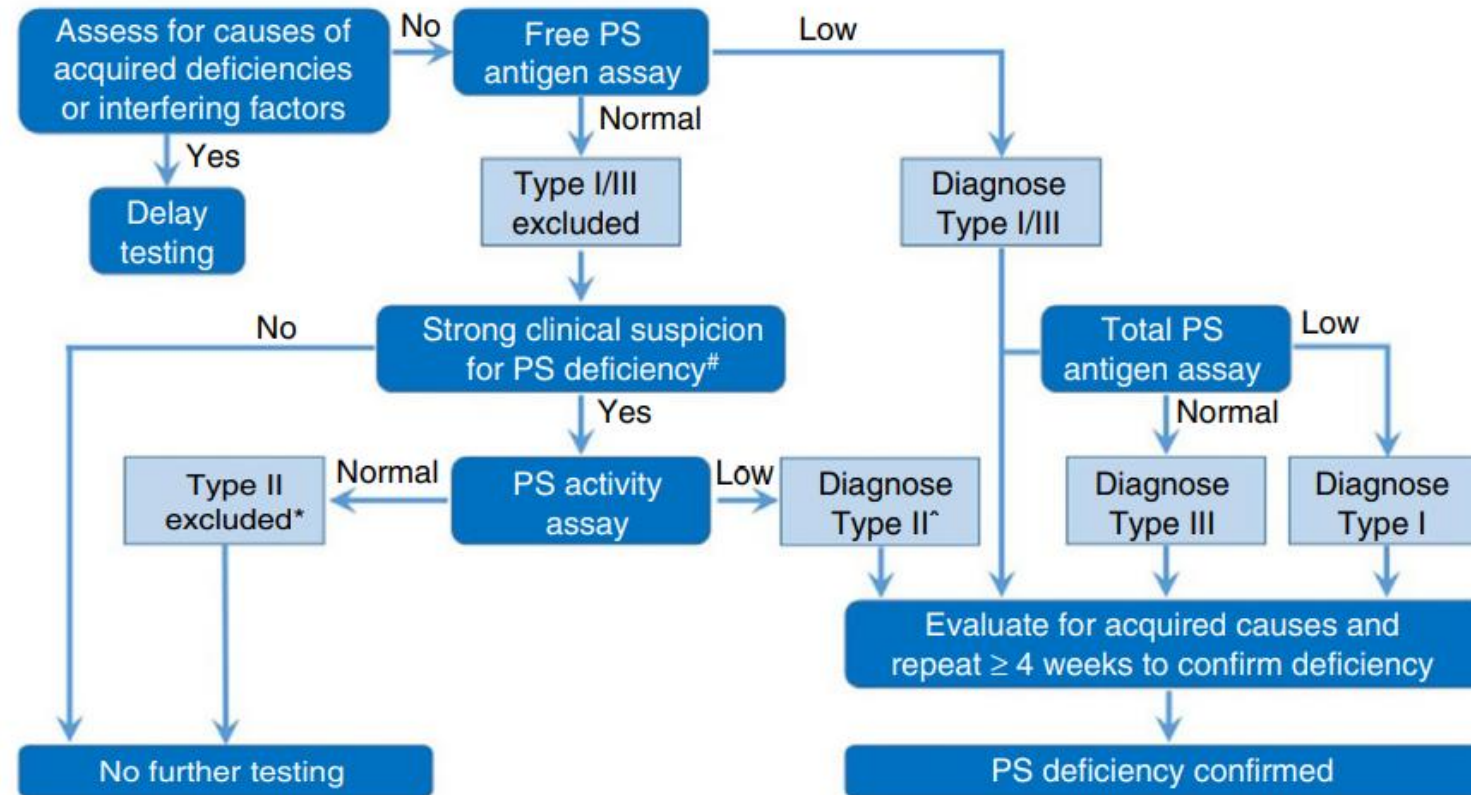 Assess for causes of
acquired deficiencies
or interfering factors
No
Free PS
antigen assay
Low
Yes
Normal
Delay
testing
Type I/III
excluded
Diagnose
Type I/III
No
Strong clinical suspicion
for PS deficiency#
Total PS
antigen assay
Low
Yes
Normal
Type II
excluded*
Normal
PS activity
assay
Low
Diagnose
Type II^
Diagnose
Type III
Diagnose
Type I
Evaluate for acquired causes and
repeat ≥ 4 weeks to confirm deficiency
No further testing
PS deficiency confirmed